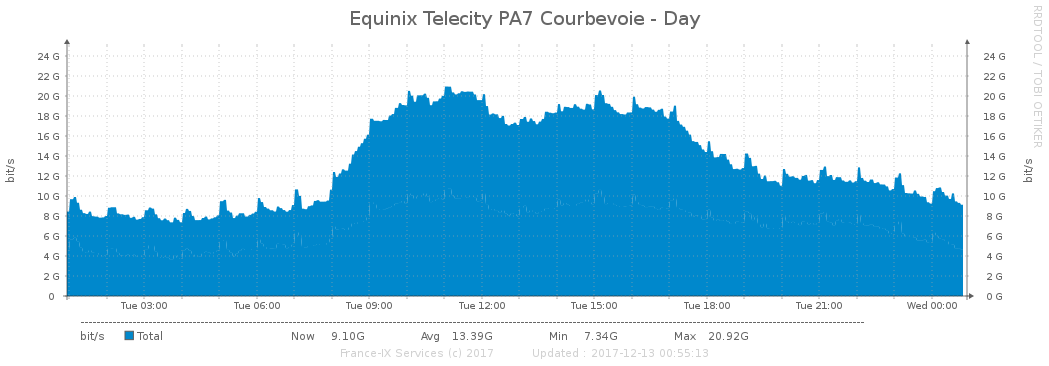 Equinix Telecity PA7 Courbevoie - Day
RRDTOOL / TOBI OETIKER
24 G 24 G
22 G 22 G
20 G 20 G
18 G 18 G
16 G 16 G
14 G 14 G
12 G 12 G
10 G 10 G
8 G 8 G
6 G 6 G
4 G 4 G
2 G 2 G
0 0 G
bit/s
bit/s
Tue 03:00 Tue 06:00 Tue 09:00 Tue 12:00 Tue 15:00 Tue 18:00 Tue 21:00 Wed 00:00
bit/s Total Now 9.10G Avg 13.39G Min 7.34G Max 20.92G
France-IX Services (c) 2017 Updated : 2017-12-13 00:55:13